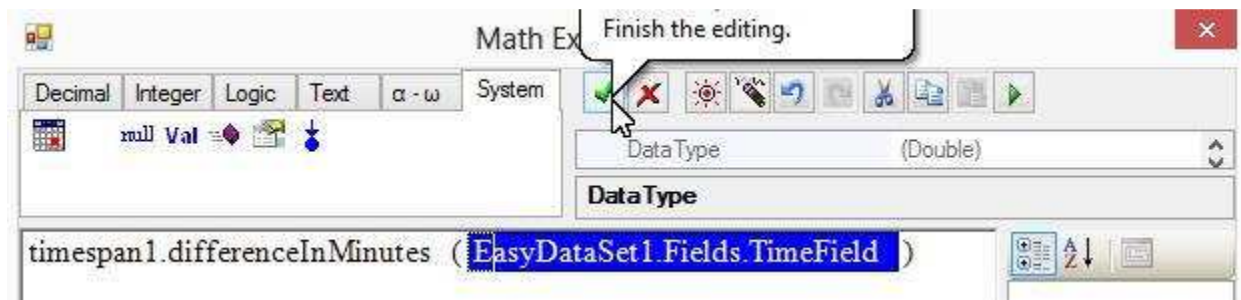 Math Ex
Finish the editing.
Decimal Integer Logic Text α - ω System
null Val
DataType (Double)
DataType
timespan1.differenceInMinutes ( EasyDataSet1.Fields.TimeField )
A
Z